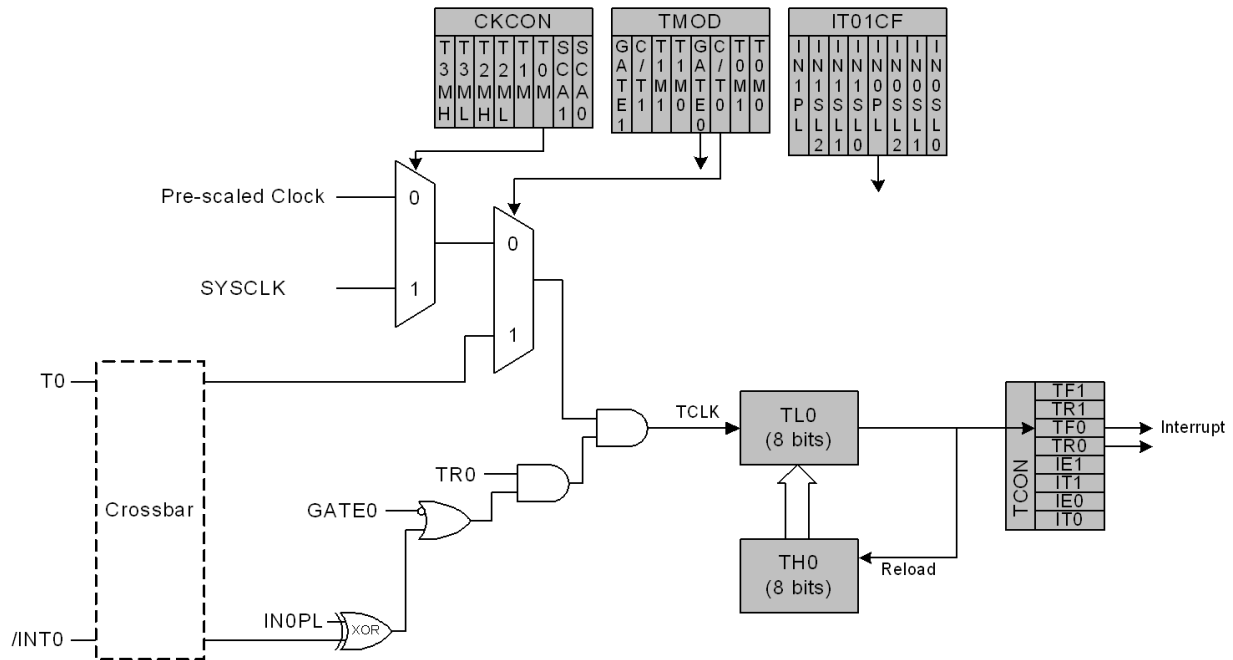 CKCON
TMOD
IT01CF
T3MH
T3ML
T2MH
T2ML
T1M
T0M
SCA1
SCA0
GATE1
C/T1
T1M1
T1M0
GATE0
C/T0
T0M1
T0M0
IN1PL
IN1SL2
IN1SL1
IN1SL0
IN0PL
IN0SL2
IN0SL1
IN0SL0
Pre-scaled Clock
0
SYSCLK
1
0
1
T0
Crossbar
/INT0
TR0
GATE0
IN0PL
XOR
TCLK
TL0
(8 bits)
TH0
(8 bits)
Reload
TCON
TF1
TR1
TF0
TR0
IE1
IT1
IE0
IT0
Interrupt